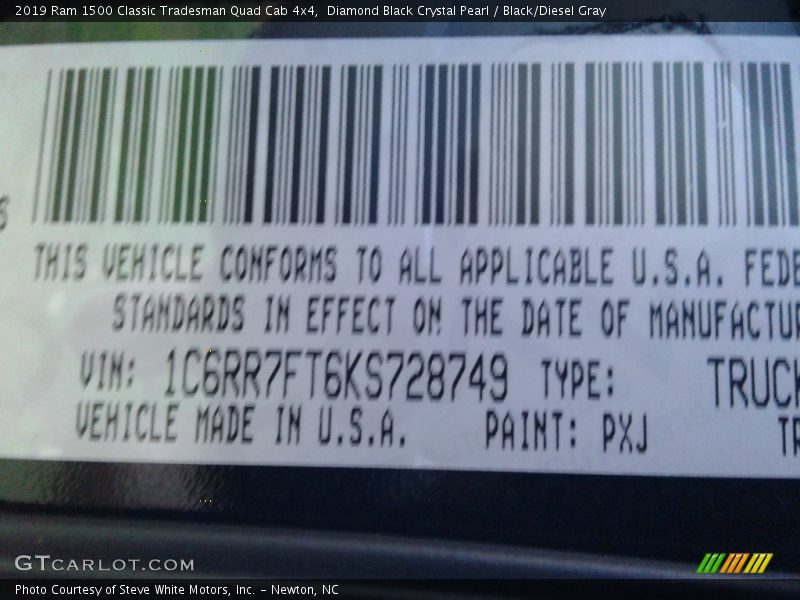 2019 Ram 1500 Classic Tradesman Quad Cab 4x4,  Diamond Black Crystal Pearl / Black/Diesel Gray
THIS VEHICLE CONFORMS TO ALL APPLICABLE U.S.A. FEDE
STANDARDS IN EFFECT ON THE DATE OF MANUFACTUR
VIN: 1C6RR7FT6KS728749 TYPE: TRUCK
VEHICLE MADE IN U.S.A. PAINT: PXJ TR
GTCARLOT.COM
Photo Courtesy of Steve White Motors, Inc. – Newton, NC